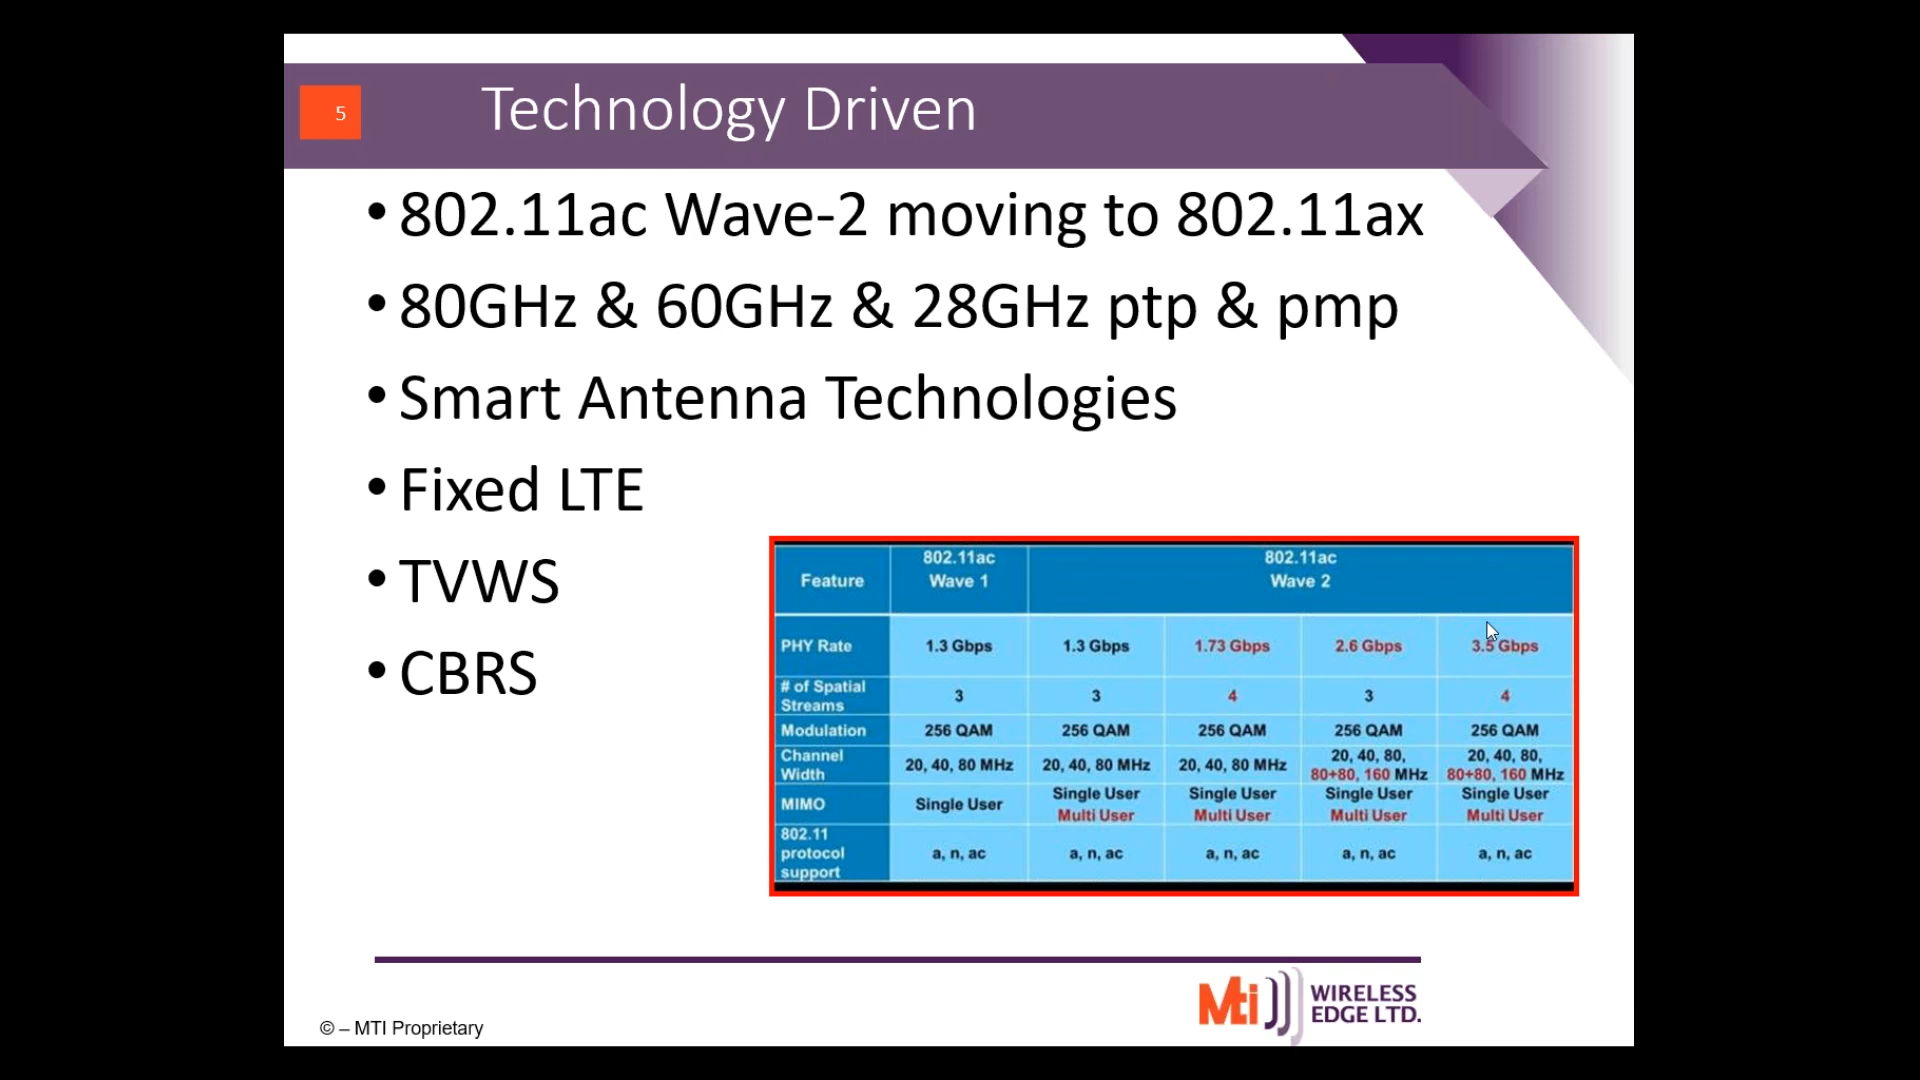 5
Technology Driven
• 802.11ac Wave-2 moving to 802.11ax
• 80GHz & 60GHz & 28GHz ptp & pmp
• Smart Antenna Technologies
• Fixed LTE
• TVWS
• CBRS
Feature 802.11ac Wave 1 802.11ac Wave 2
PHY Rate 1.3 Gbps 1.3 Gbps 1.73 Gbps 2.6 Gbps 3.5 Gbps
# of Spatial Streams 3 3 4 3 4
Modulation 256 QAM 256 QAM 256 QAM 256 QAM 256 QAM
Channel Width 20, 40, 80 MHz 20, 40, 80 MHz 20, 40, 80 MHz 20, 40, 80, 80+80, 160 MHz 20, 40, 80, 80+80, 160 MHz
MIMO Single User Single User Multi User Single User Multi User Single User Multi User Single User Multi User
802.11 protocol support a, n, ac a, n, ac a, n, ac a, n, ac a, n, ac
Mti WIRELESS
EDGE LTD.
© – MTI Proprietary